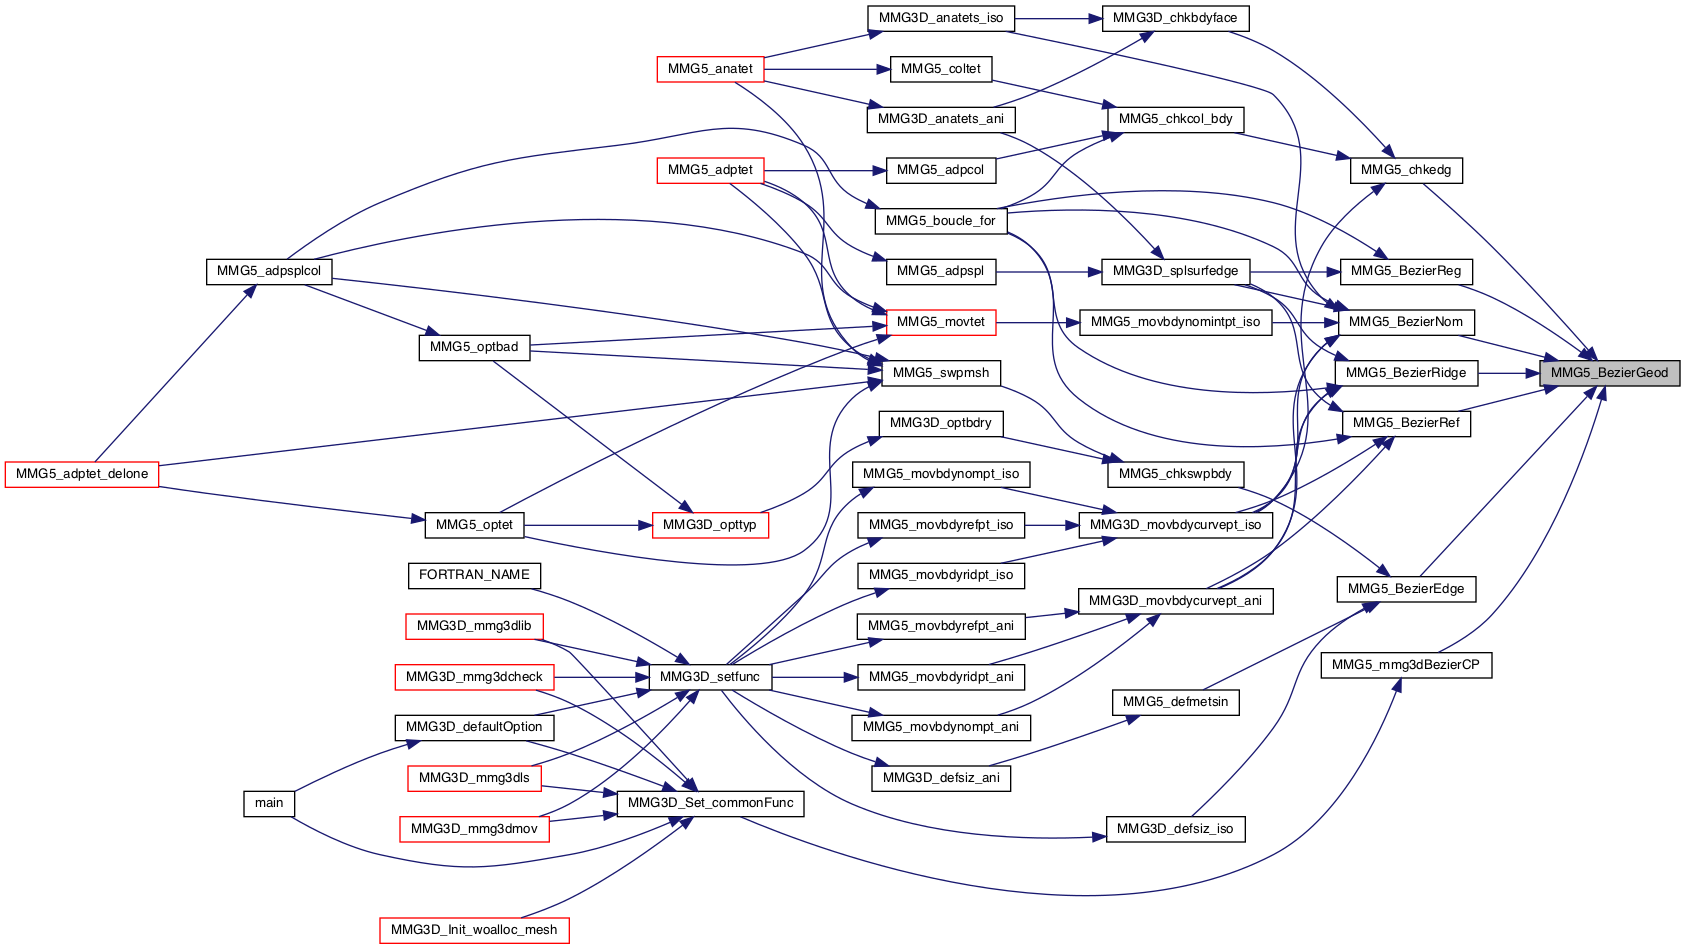 MMG3D_anatets_iso
MMG3D_chkbdyface
MMG5_anatet
MMG5_coltet
MMG3D_anatets_ani
MMG5_chkcol_bdy
MMG5_adptet
MMG5_adpcol
MMG5_chkedg
MMG5_boucle_for
MMG5_adpsplcol
MMG5_adpspl
MMG3D_splsurfedge
MMG5_BezierReg
MMG5_movtet
MMG5_movbdynomintpt_iso
MMG5_BezierNom
MMG5_optbad
MMG5_swpmsh
MMG5_BezierRidge
MMG5_BezierGeod
MMG3D_optbdry
MMG5_BezierRef
MMG5_adptet_delone
MMG5_movbdynompt_iso
MMG5_chkswpbdy
MMG5_optet
MMG3D_opttyp
MMG5_movbdyrefpt_iso
MMG3D_movbdycurvept_iso
FORTRAN_NAME
MMG5_movbdyridpt_iso
MMG5_BezierEdge
MMG3D_movbdycurvept_ani
MMG3D_mmg3dlib
MMG5_movbdyrefpt_ani
MMG3D_mmg3dcheck
MMG3D_setfunc
MMG5_movbdyridpt_ani
MMG5_mmg3dBezierCP
MMG5_defmetsin
MMG3D_defaultOption
MMG5_movbdynompt_ani
MMG3D_mmg3dls
MMG3D_defsiz_ani
main
MMG3D_Set_commonFunc
MMG3D_mmg3dmov
MMG3D_defsiz_iso
MMG3D_Init_woalloc_mesh